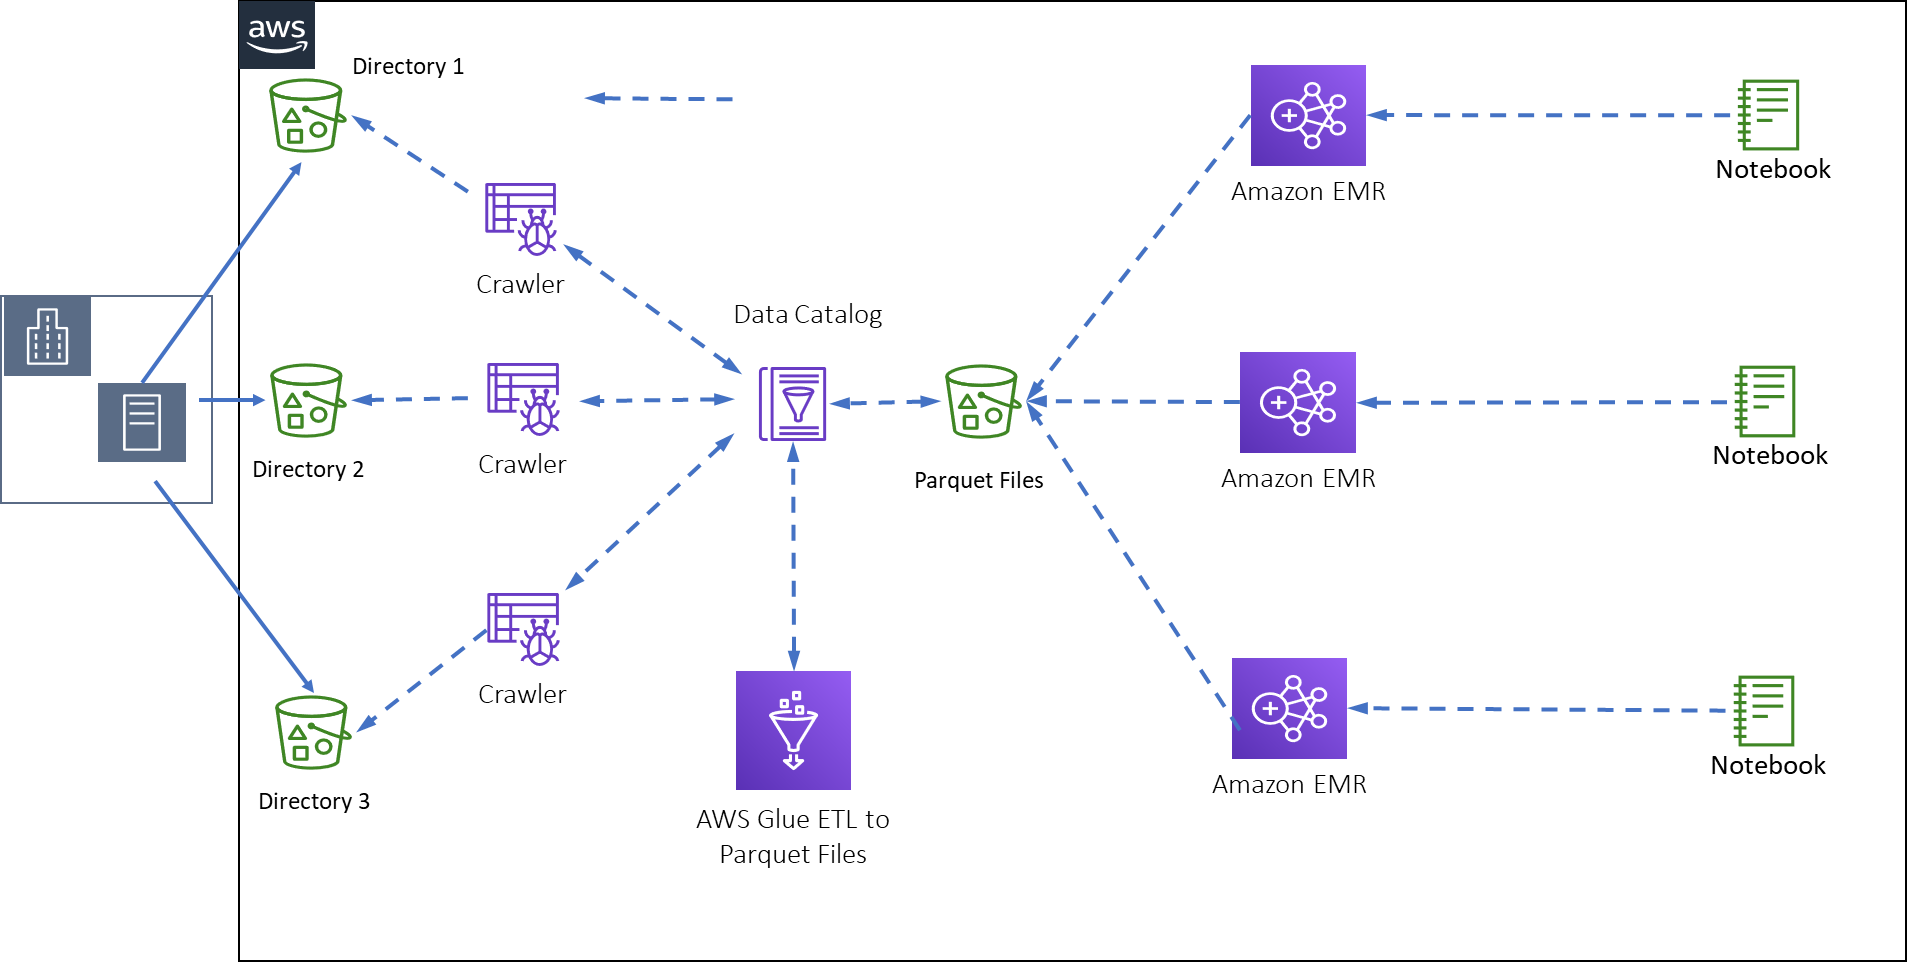 aws
Directory 1
Notebook
Amazon EMR
Crawler
Data Catalog
Directory 2
Crawler
Parquet Files
Amazon EMR
Notebook
Crawler
Directory 3
AWS Glue ETL to
Parquet Files
Amazon EMR
Notebook